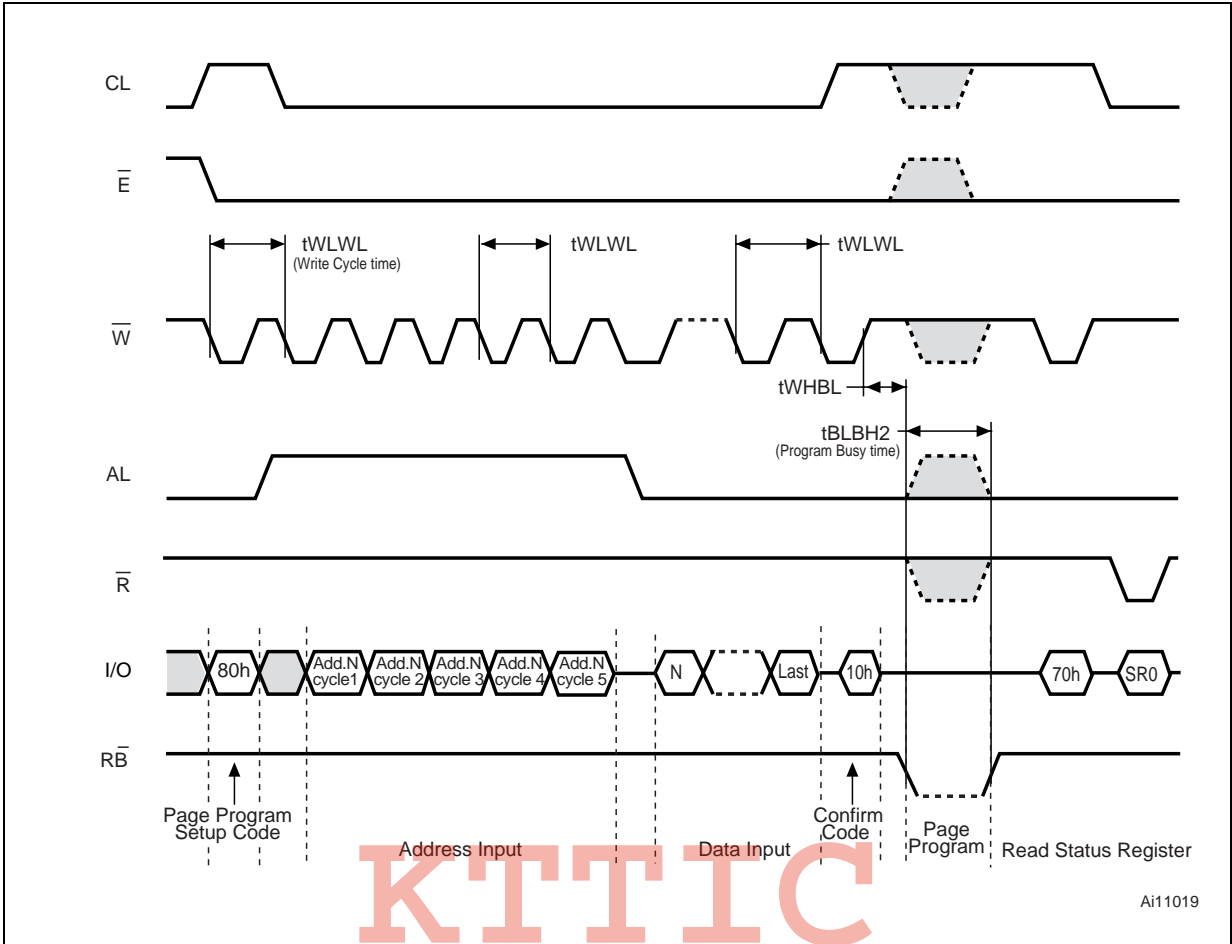 CL
E
tWLWL
(Write Cycle time)
tWLWL
tWLWL
W
tWHBL
tBLBH2
(Program Busy time)
AL
R
I/O
80h
Add.N cycle1
Add.N cycle 2
Add.N cycle 3
Add.N cycle 4
Add.N cycle 5
N
Last
10h
70h
SR0
RB
Page Program
Setup Code
Address Input
Data Input
Confirm
Code
Page
Program
Read Status Register
KTTIC
Ai11019